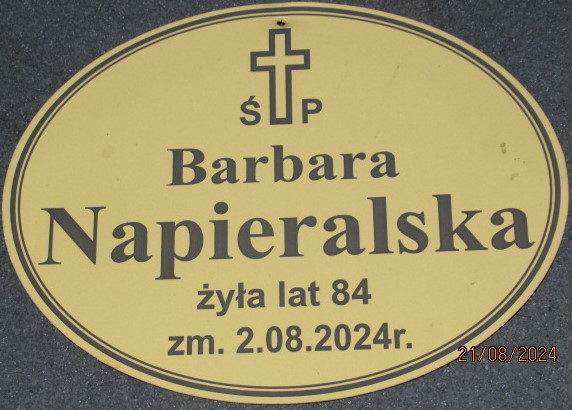 Ś P
Barbara
Napieralska
żyła lat 84
zm. 2.08.2024r.
21/08/2024